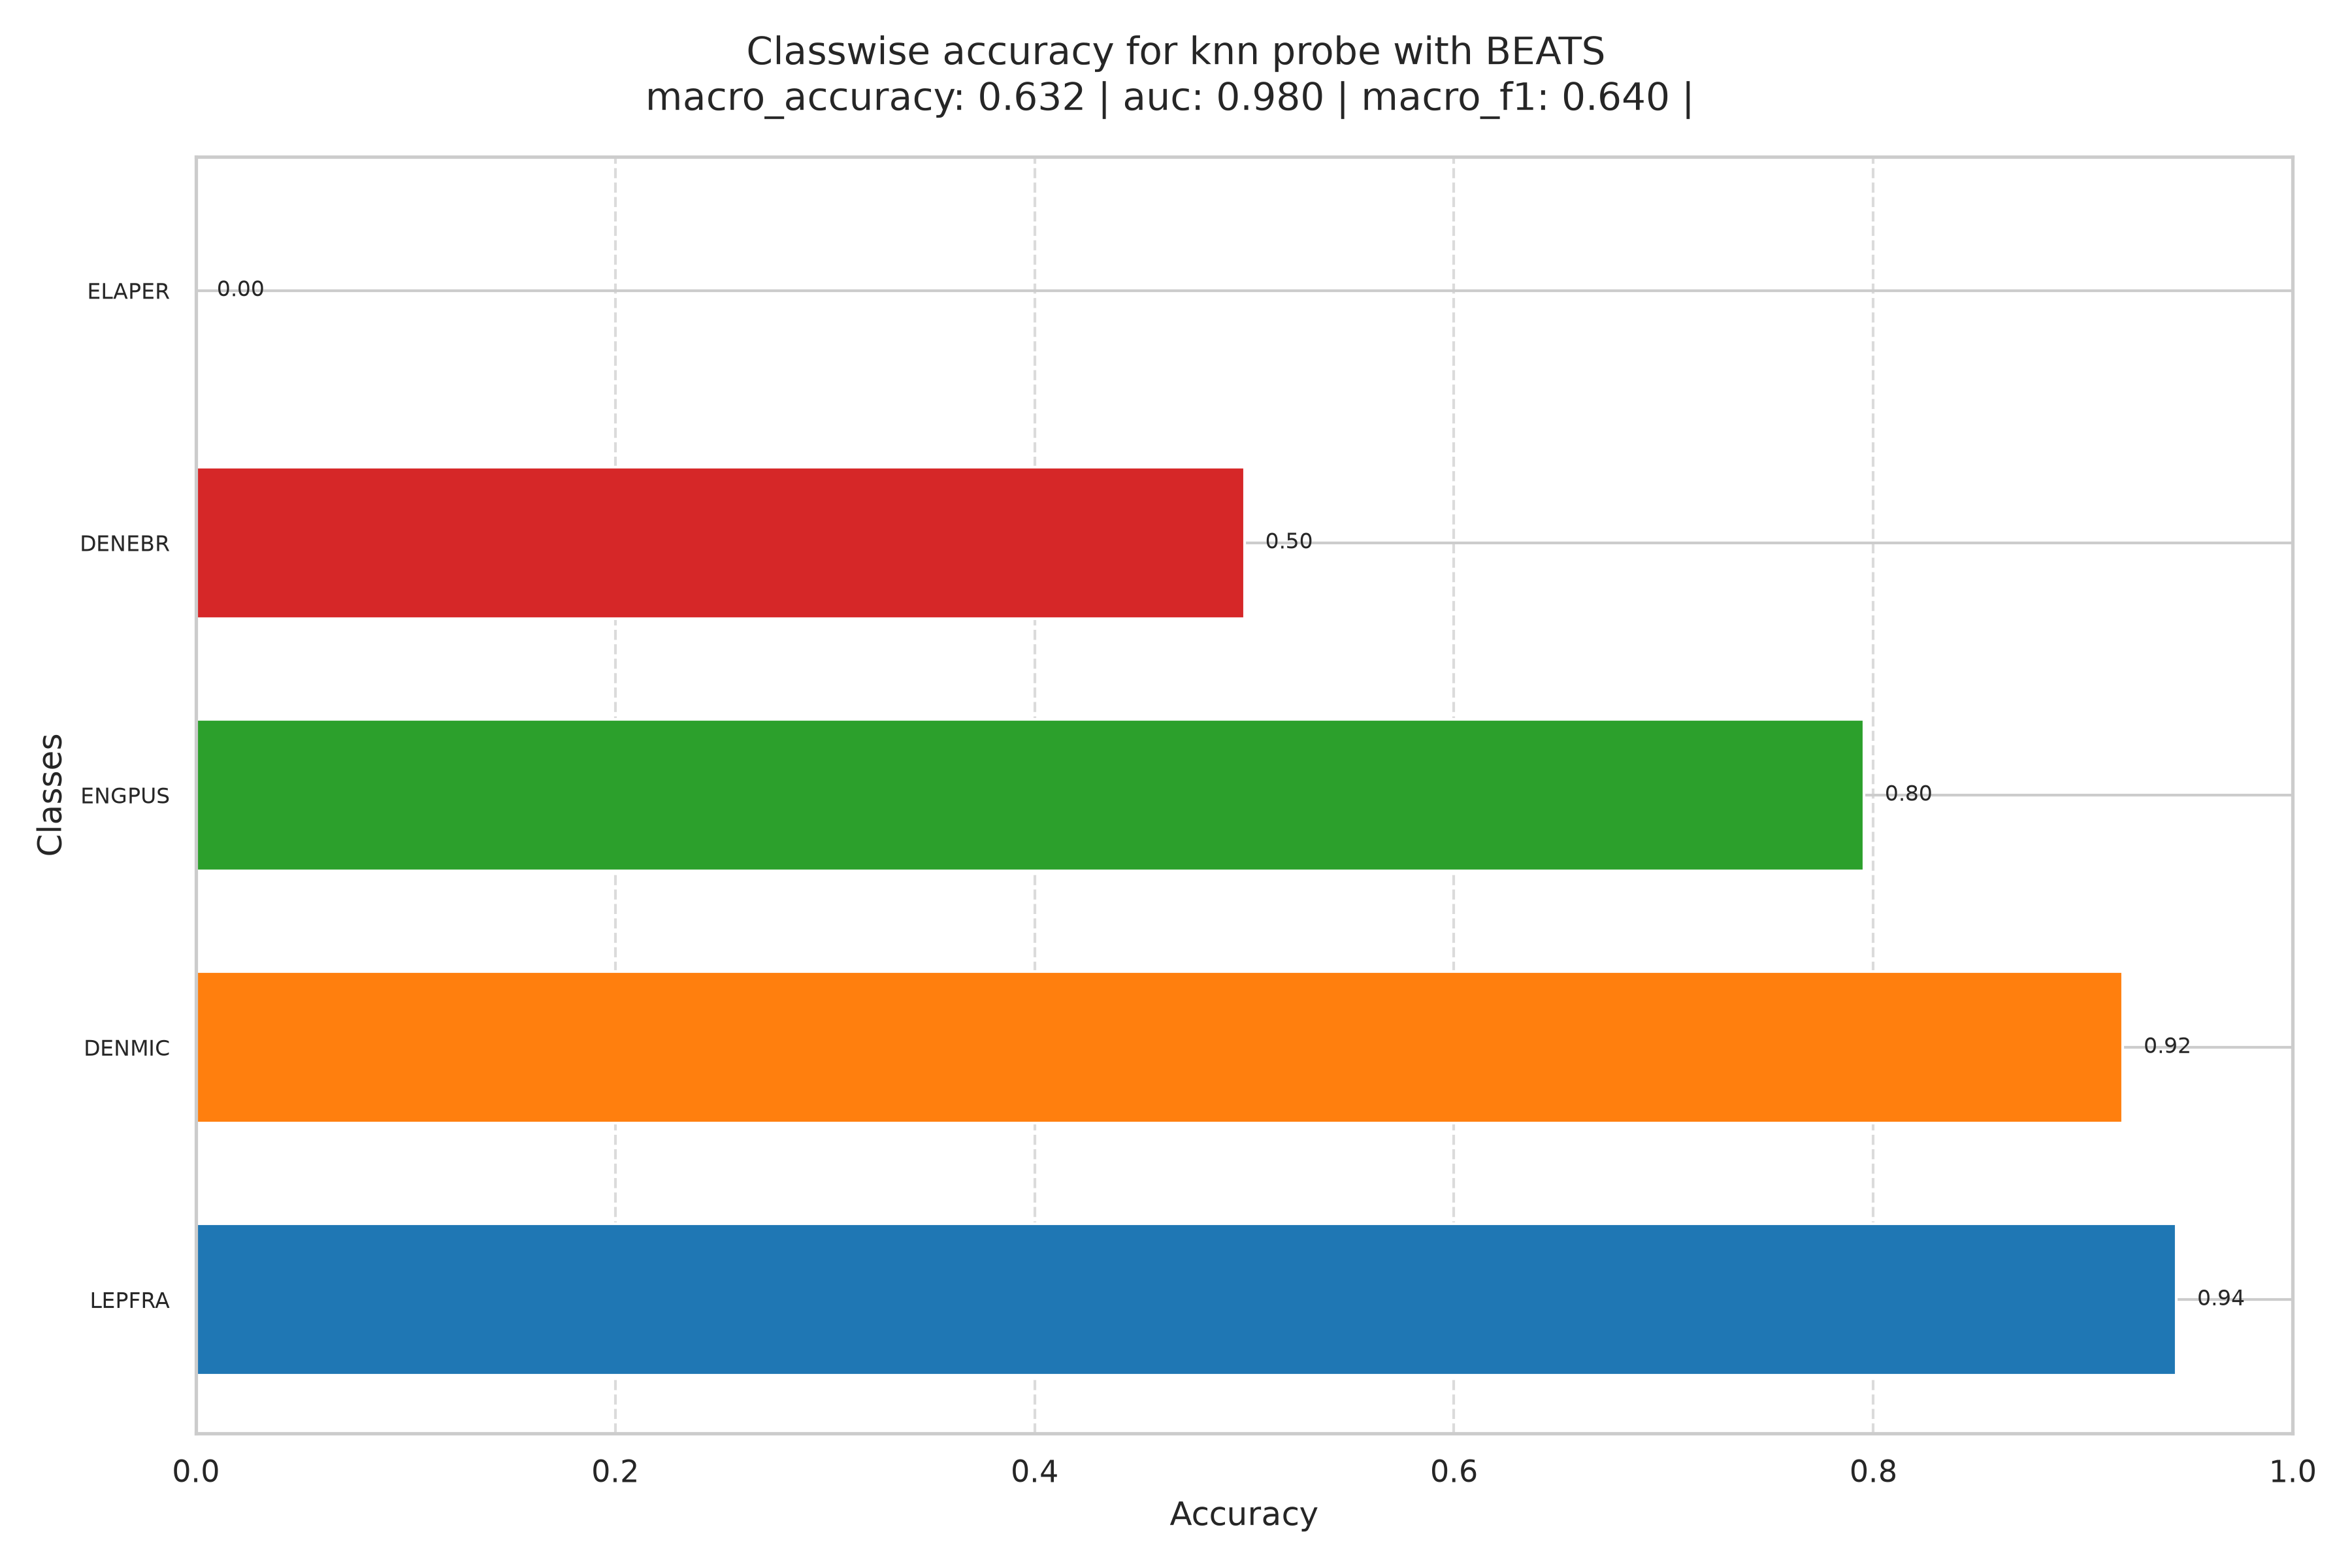 Classwise accuracy for knn probe with BEATS
macro_accuracy: 0.632 | auc: 0.980 | macro_f1: 0.640 |
Classes
ELAPER
0.00
DENEBR
0.50
ENGPUS
0.80
DENMIC
0.92
LEPFRA
0.94
0.0 0.2 0.4 0.6 0.8 1.0
Accuracy